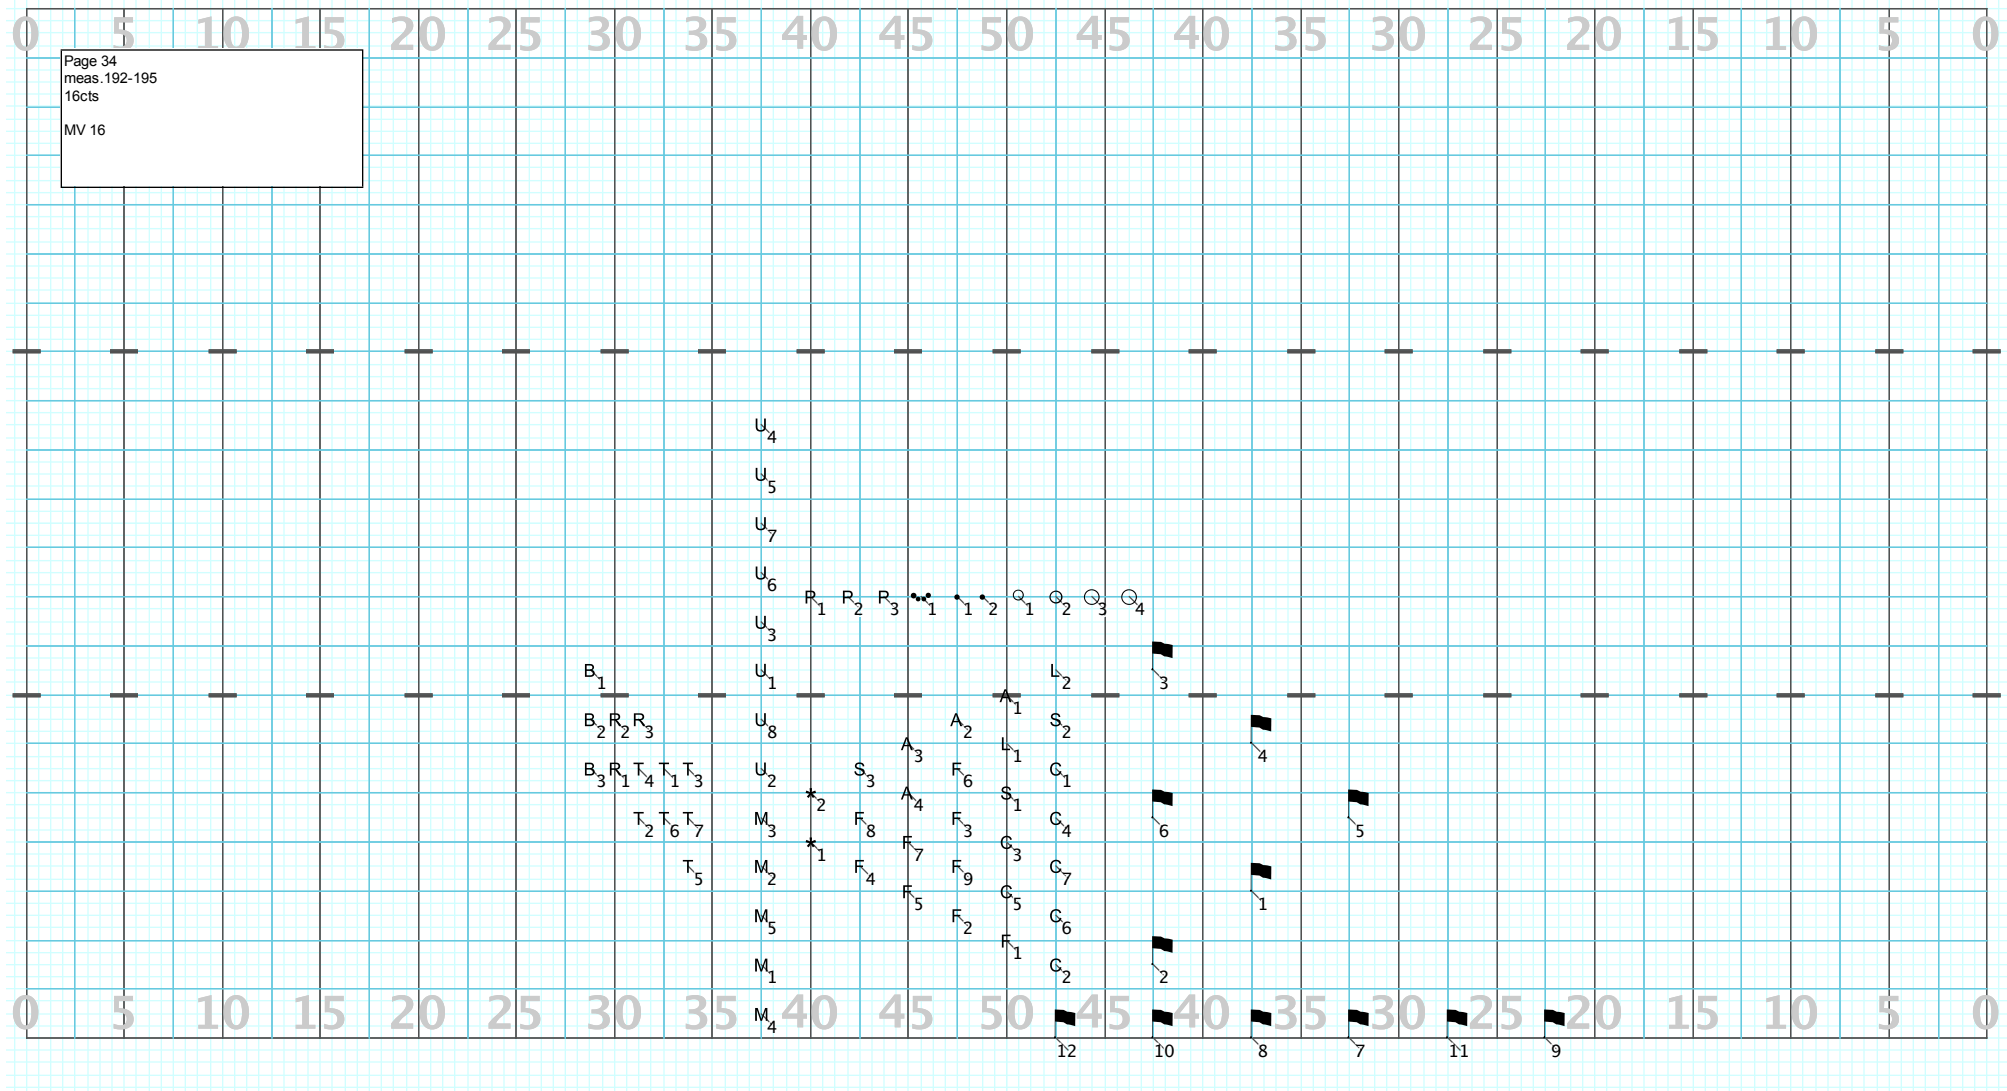 0 5 10 15 20 25 30 35 40 45 50 45 40 35 30 25 20 15 10 5 0
Page 34
meas.192-195
16cts
MV 16
U4
U5
U7
U6
R1 R2 R3 1 1 2 1 2 3 4
U3
3
B1 U1 L2
A1
B2 R2 R3 U8 A2 S2
4
A3 L1
B3 R1 T4 T1 T3 U2 S3 F6 C1
*2 A4 S1
6 5
T2 T6 T7 M3 F8 F3 C4
*1 F7 C3
T5 M2 F4 F9 C7
1
F5 C5
M5 F2 C6
F1
2
M1 C2
0 5 10 15 20 25 30 35 M4 40 45 50 45 40 35 30 25 20 15 10 5 0
12 10 8 7 11 9